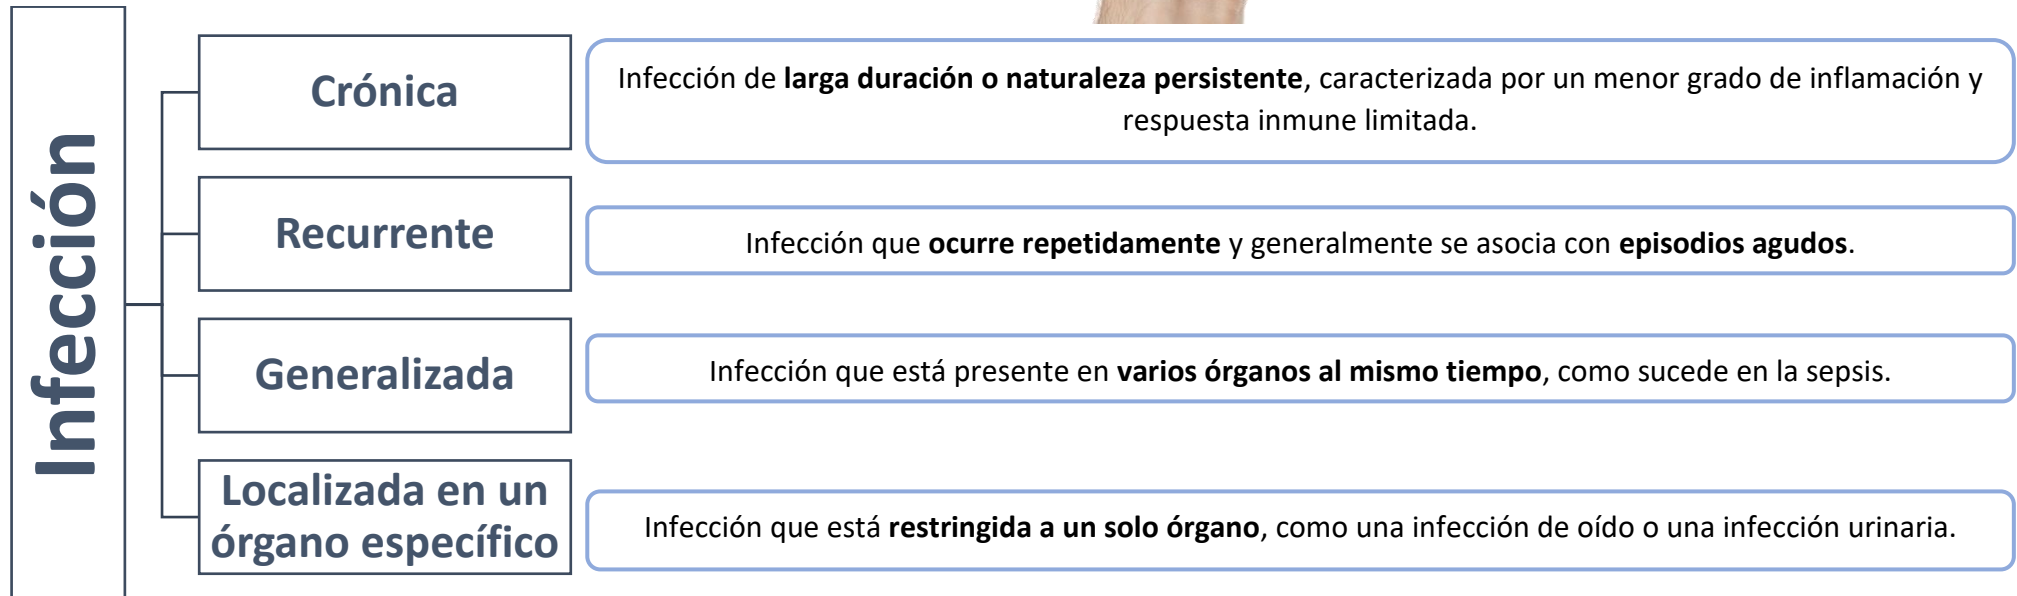 Infección
Crónica
Infección de larga duración o naturaleza persistente, caracterizada por un menor grado de inflamación y
respuesta inmune limitada.
Recurrente
Infección que ocurre repetidamente y generalmente se asocia con episodios agudos.
Generalizada
Infección que está presente en varios órganos al mismo tiempo, como sucede en la sepsis.
Localizada en un
órgano específico
Infección que está restringida a un solo órgano, como una infección de oído o una infección urinaria.